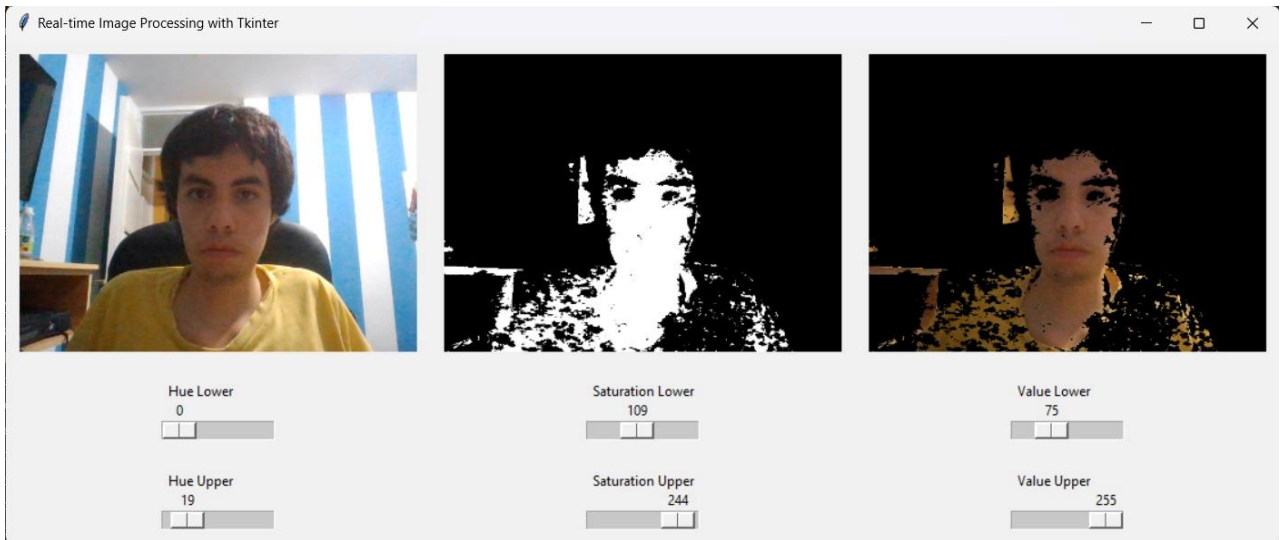 Real-time Image Processing with Tkinter
Hue Lower
0
Saturation Lower
109
Value Lower
75
Hue Upper
19
Saturation Upper
244
Value Upper
255